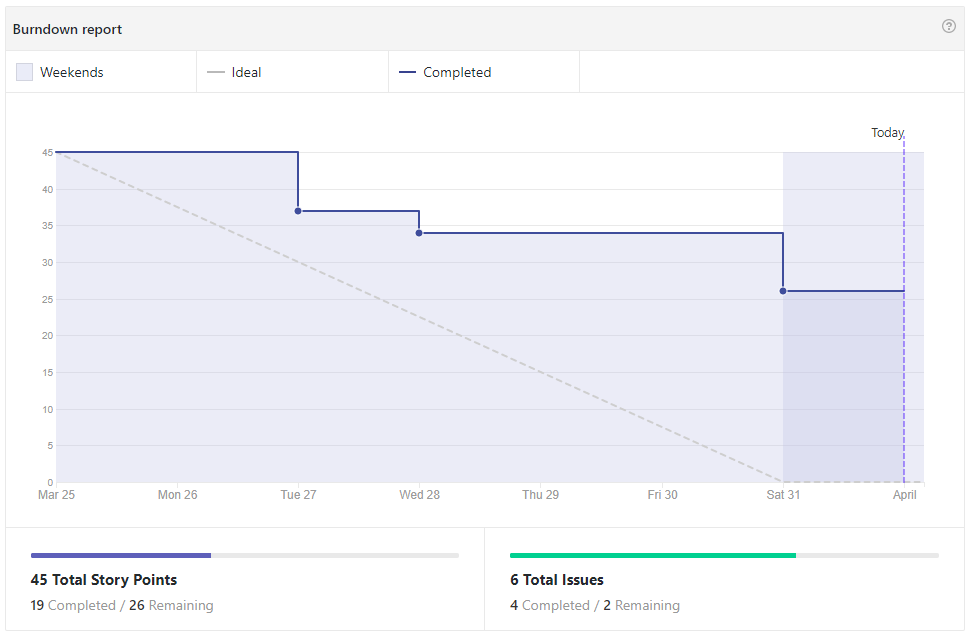 Burndown report
Weekends
Ideal
Completed
Today
45
40
35
30
25
20
15
10
5
0
Mar 25 Mon 26 Tue 27 Wed 28 Thu 29 Fri 30 Sat 31 April
45 Total Story Points
19 Completed / 26 Remaining
6 Total Issues
4 Completed / 2 Remaining